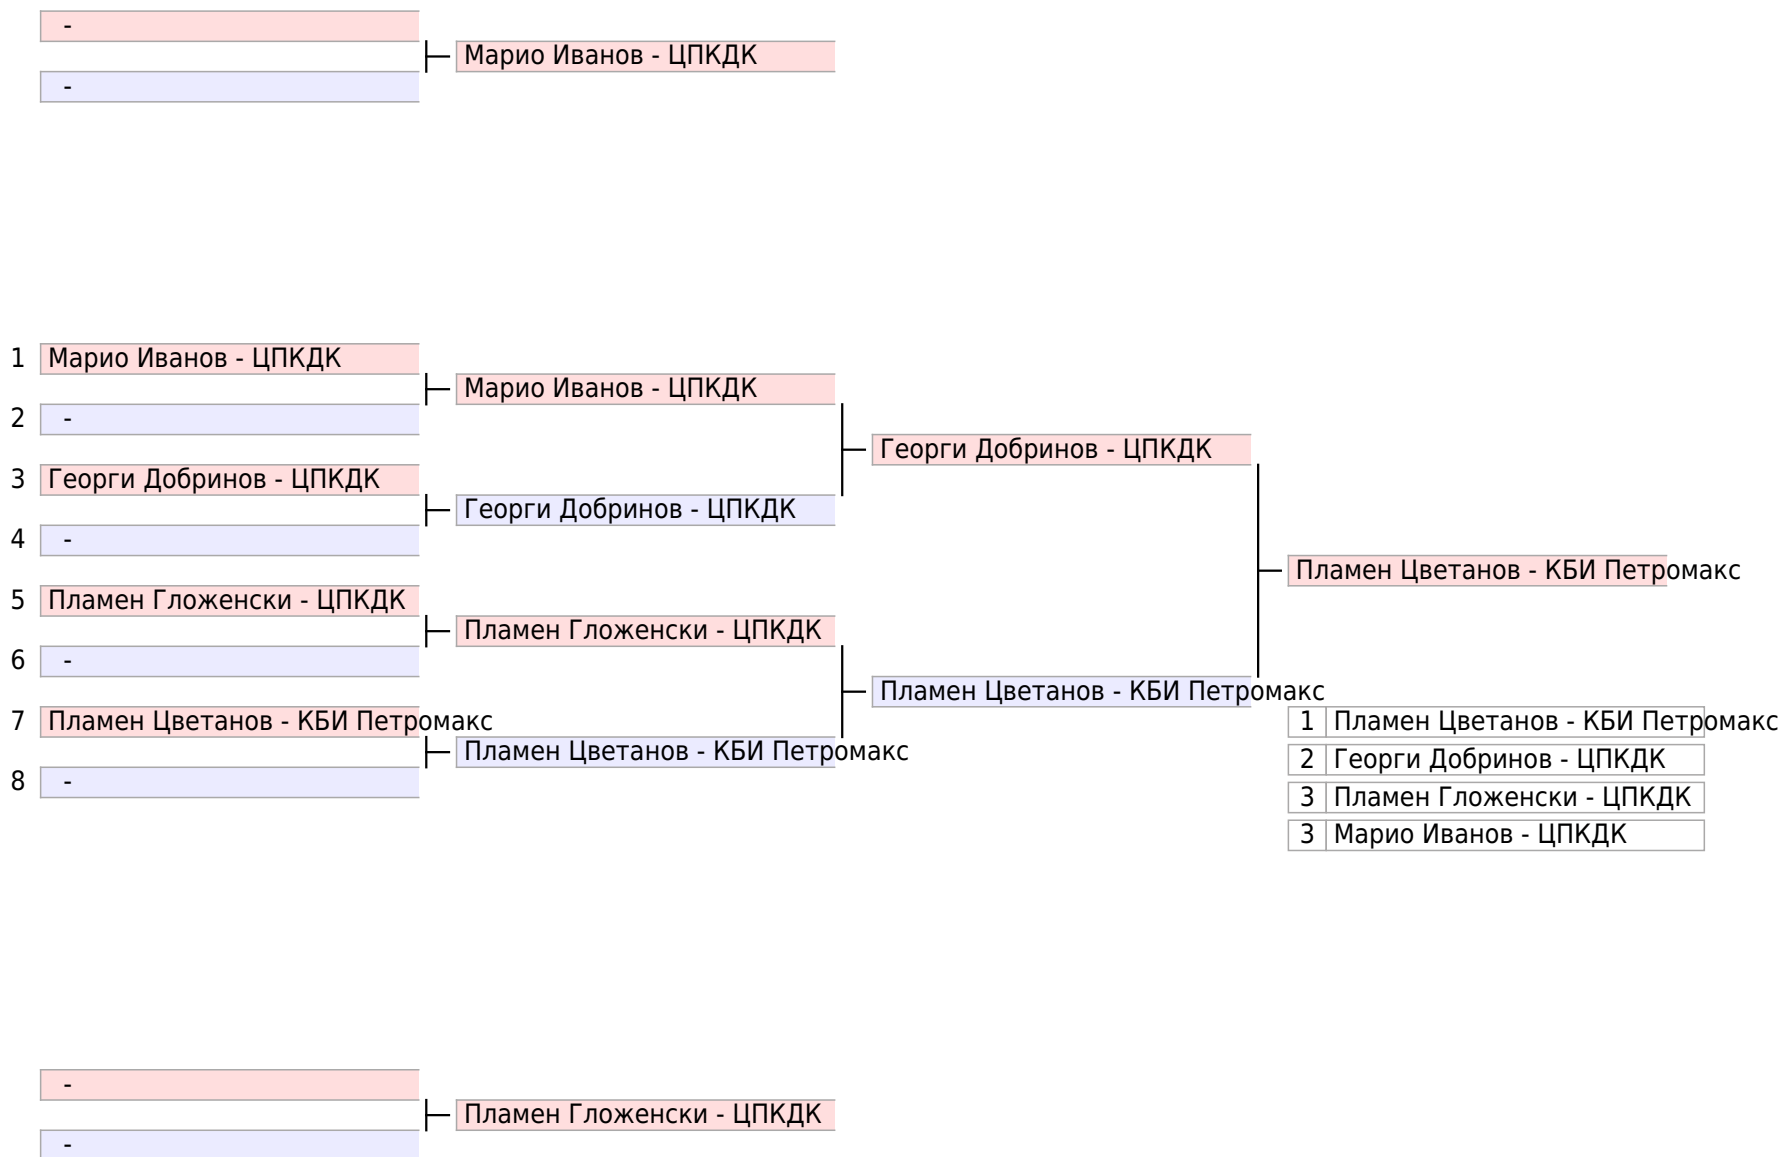 -
Марио Иванов - ЦПКДК
-
1 Марио Иванов - ЦПКДК
Марио Иванов - ЦПКДК
2 -
Георги Добринов - ЦПКДК
3 Георги Добринов - ЦПКДК
Георги Добринов - ЦПКДК
4 -
Пламен Цветанов - КБИ Петромакс
5 Пламен Гложенски - ЦПКДК
Пламен Гложенски - ЦПКДК
6 -
Пламен Цветанов - КБИ Петромакс
7 Пламен Цветанов - КБИ Петромакс
Пламен Цветанов - КБИ Петромакс
8 -
1 Пламен Цветанов - КБИ Петромакс
2 Георги Добринов - ЦПКДК
3 Пламен Гложенски - ЦПКДК
3 Марио Иванов - ЦПКДК
-
Пламен Гложенски - ЦПКДК
-